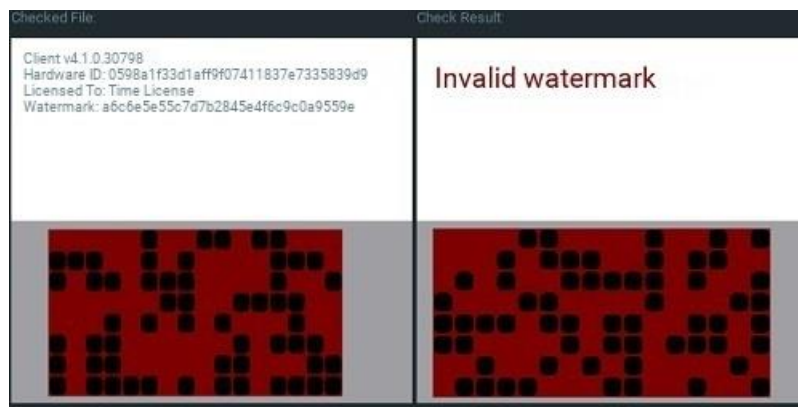 Checked File:
Check Result:
Client v4.1.0.30798
Hardware ID: 0598a1f33d1aff9f07411837e7335839d9
Licensed To: Time License
Watermark: a6c6e5e55c7d7b2845e4f6c9c0a9559e
Invalid watermark